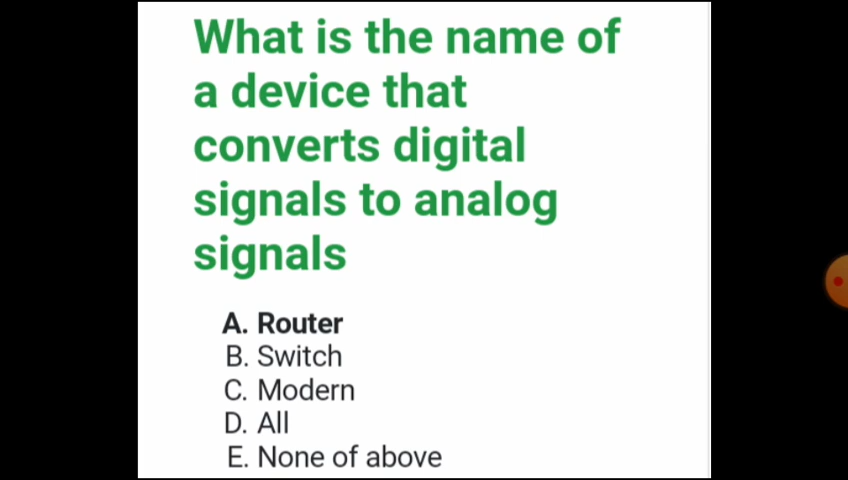 What is the name of
a device that
converts digital
signals to analog
signals
A. Router
B. Switch
C. Modern
D. All
E. None of above